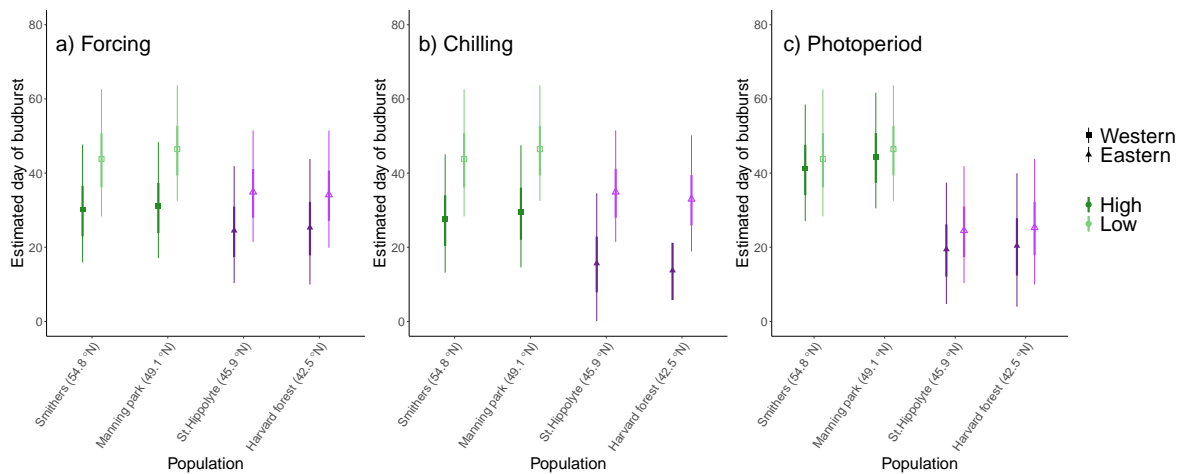 a) Forcing
Estimated day of budburst
80
60
40
20
0
Smithers (54.8 °N)
Manning park (49.1 °N)
St.Hippolyte (45.9 °N)
Harvard forest (42.5 °N)
Population
b) Chilling
Estimated day of budburst
80
60
40
20
0
Smithers (54.8 °N)
Manning park (49.1 °N)
St.Hippolyte (45.9 °N)
Harvard forest (42.5 °N)
Population
c) Photoperiod
Estimated day of budburst
80
60
40
20
0
Smithers (54.8 °N)
Manning park (49.1 °N)
St.Hippolyte (45.9 °N)
Harvard forest (42.5 °N)
Population
Western
Eastern
High
Low